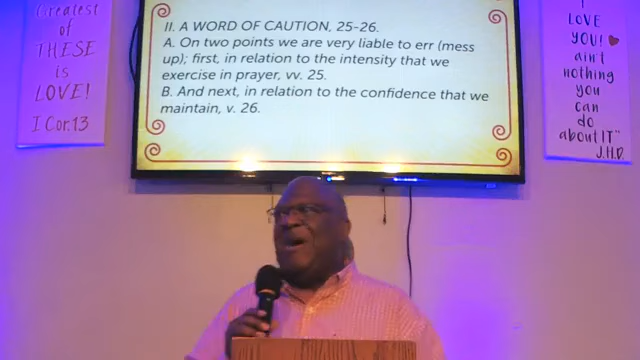 Greatest
of
THESE
is
LOVE!
I Cor.13
II. A WORD OF CAUTION, 25-26.
A. On two points we are very liable to err (mess
up); first, in relation to the intensity that we
exercise in prayer, vv. 25.
B. And next, in relation to the confidence that we
maintain, v. 26.
I
LOVE
YOU!
ain't
nothing
you
can
do
about IT"
J.H.D.